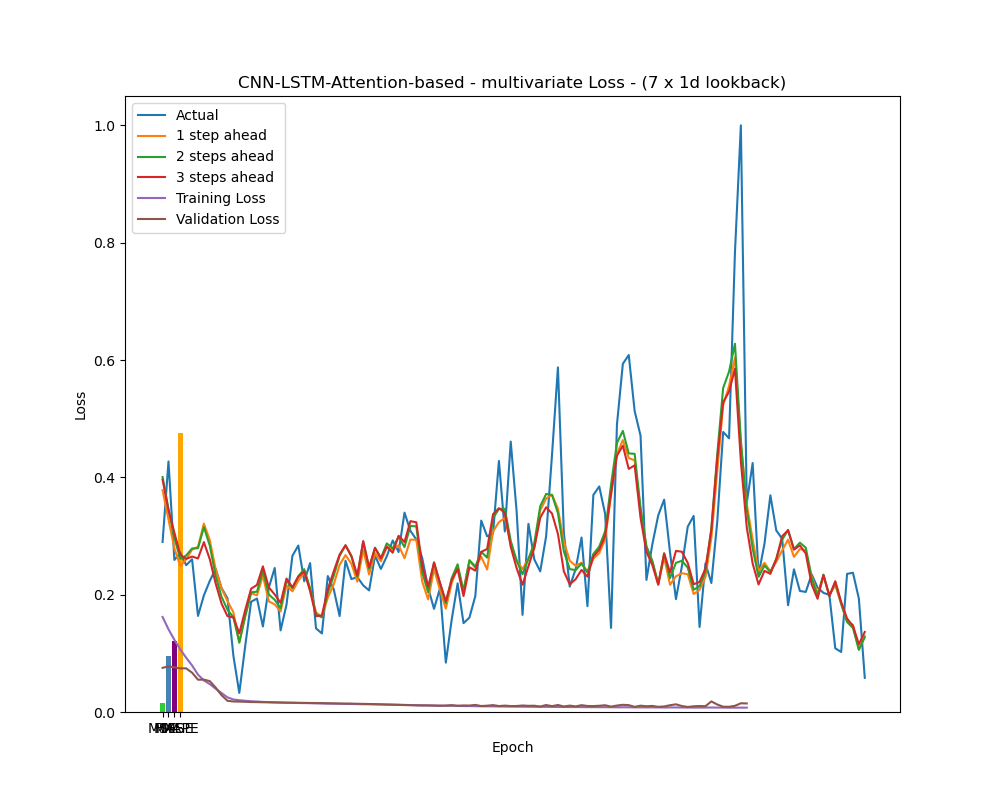 CNN-LSTM-Attention-based - multivariate Loss - (7 x 1d lookback)
Actual
1 step ahead
2 steps ahead
3 steps ahead
Training Loss
Validation Loss
1.0
0.8
0.6
0.4
0.2
0.0
Loss
Epoch